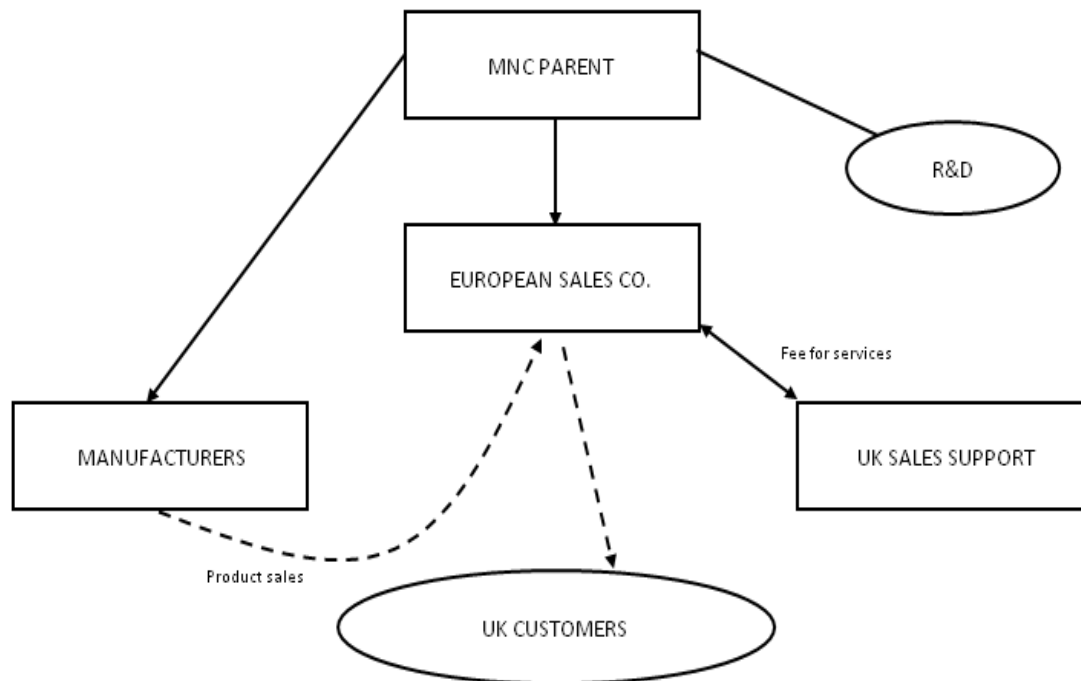 MNC PARENT
R&D
EUROPEAN SALES CO.
Fee for services
MANUFACTURERS
UK SALES SUPPORT
Product sales
UK CUSTOMERS